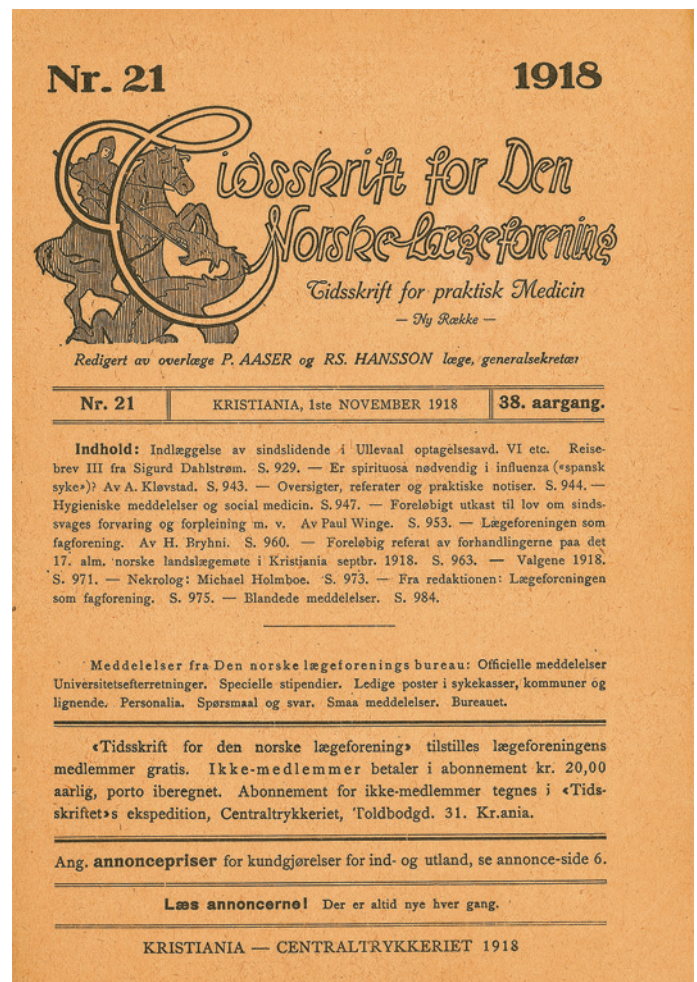 Nr. 21 1918
Tidsskrift for Den
Norske Lægeforening
Tidsskrift for praktisk Medicin
— Ny Række —
Redigert av overlæge P. AASER og RS. HANSSON læge, generalsekretær
Nr. 21 KRISTIANIA, 1ste NOVEMBER 1918 38. aargang.
Indhold: Indlæggelse av sindslidende i Ullevaal optagelsesavd. VI etc. Reise-
brev III fra Sigurd Dahlstrøm. S. 929. — Er spirituosa nødvendig i influenza («spansk
syke»)? Av A. Kløvstad. S. 943. — Oversigter, referater og praktiske notiser. S. 944. —
Hygieniske meddelelser og social medicin. S. 947. — Foreløbigt utkast til lov om sinds-
svages forvaring og forpleining m. v. Av Paul Winge. S. 953. — Lægeforeningen som
fagforening. Av H. Bryhni. S. 960. — Foreløbig referat av forhandlingerne paa det
17. alm. norske landslægemøte i Kristiania septbr. 1918. S. 963. — Valgene 1918.
S. 971. — Nekrolog: Michael Holmboe. S. 973. — Fra redaktionen: Lægeforeningen
som fagforening. S. 975. — Blandede meddelelser. S. 984.
Meddelelser fra Den norske lægeforenings bureau: Officielle meddelelser
Universitetsefterretninger. Specielle stipendier. Ledige poster i sykekasser, kommuner og
lignende. Personalia. Spørsmaal og svar. Smaa meddelelser. Bureauet.
«Tidsskrift for den norske lægeforening» tilstilles lægeforeningens
medlemmer gratis. Ikke-medlemmer betaler i abonnement kr. 20,00
aarlig, porto iberegnet. Abonnement for ikke-medlemmer tegnes i «Tids-
skriftet»s ekspedition, Centraltrykkeriet, Toldbodgd. 31. Kr.ania.
Ang. annoncepriser for kundgjørelser for ind- og utland, se annonce-side 6.
Læs annoncerne! Der er altid nye hver gang.
KRISTIANIA — CENTRALTRYKKERIET 1918